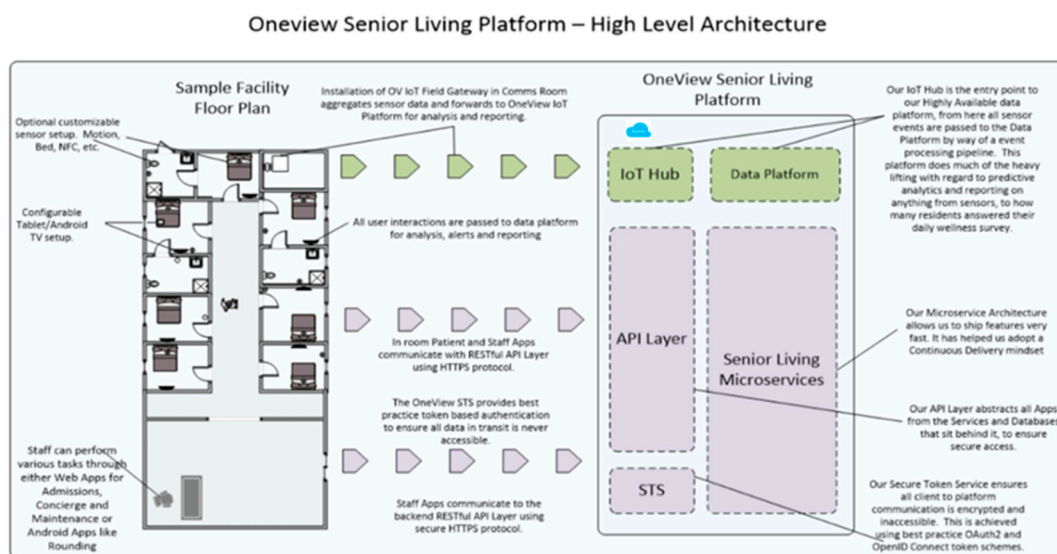 Oneview Senior Living Platform – High Level Architecture
Sample Facility
Floor Plan
Optional customizable
sensor setup. Motion,
Bed, NFC, etc.
Configurable
Tablet/Android
TV setup.
Staff can perform
various tasks through
either Web Apps for
Admissions,
Concierge and
Maintenance or
Android Apps like
Rounding
Installation of OV IoT Field Gateway in Comms Room
aggregates sensor data and forwards to OneView IoT
Platform for analysis and reporting.
All user interactions are passed to data platform
for analysis, alerts and reporting
In room Patient and Staff Apps
communicate with RESTful API Layer
using HTTPS protocol.
The OneView STS provides best
practice token based authentication
to ensure all data in transit is never
accessible.
Staff Apps communicate to the
backend RESTful API Layer using
secure HTTPS protocol.
OneView Senior Living
Platform
IoT Hub
Data Platform
API Layer
Senior Living
Microservices
STS
Our IoT Hub is the entry point to
our Highly Available data
platform, from here all sensor
events are passed to the Data
Platform by way of a event
processing pipeline. This
platform does much of the heavy
lifting with regard to predictive
analytics and reporting on
anything from sensors, to how
many residents answered their
daily wellness survey.
Our Microservice Architecture
allows us to ship features very
fast. It has helped us adopt a
Continuous Delivery mindset
Our API Layer abstracts all Apps
from the Services and Databases
that sit behind it, to ensure
secure access.
Our Secure Token Service ensures
all client to platform
communication is encrypted and
inaccessible. This is achieved
using best practice OAuth2 and
OpenID Connect token schemes.